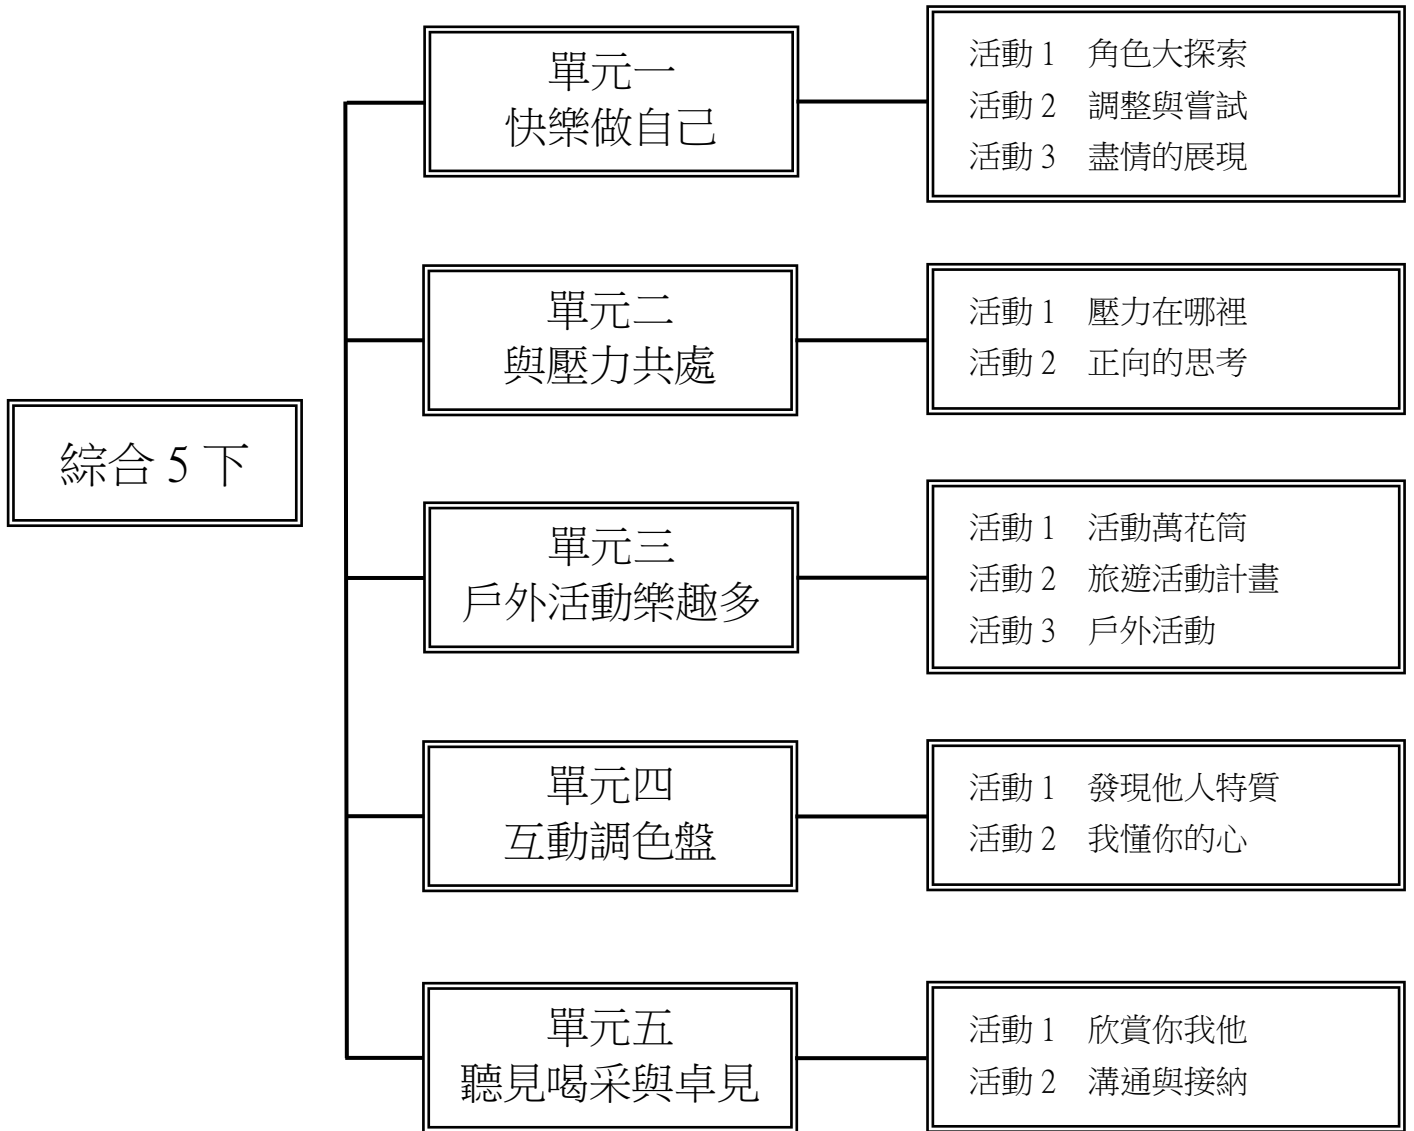 綜合 5 下
單元一
快樂做自己
活動 1 角色大探索
活動 2 調整與嘗試
活動 3 盡情的展現
單元二
與壓力共處
活動 1 壓力在哪裡
活動 2 正向的思考
單元三
戶外活動樂趣多
活動 1 活動萬花筒
活動 2 旅遊活動計畫
活動 3 戶外活動
單元四
互動調色盤
活動 1 發現他人特質
活動 2 我懂你的心
單元五
聽見喝采與卓見
活動 1 欣賞你我他
活動 2 溝通與接納